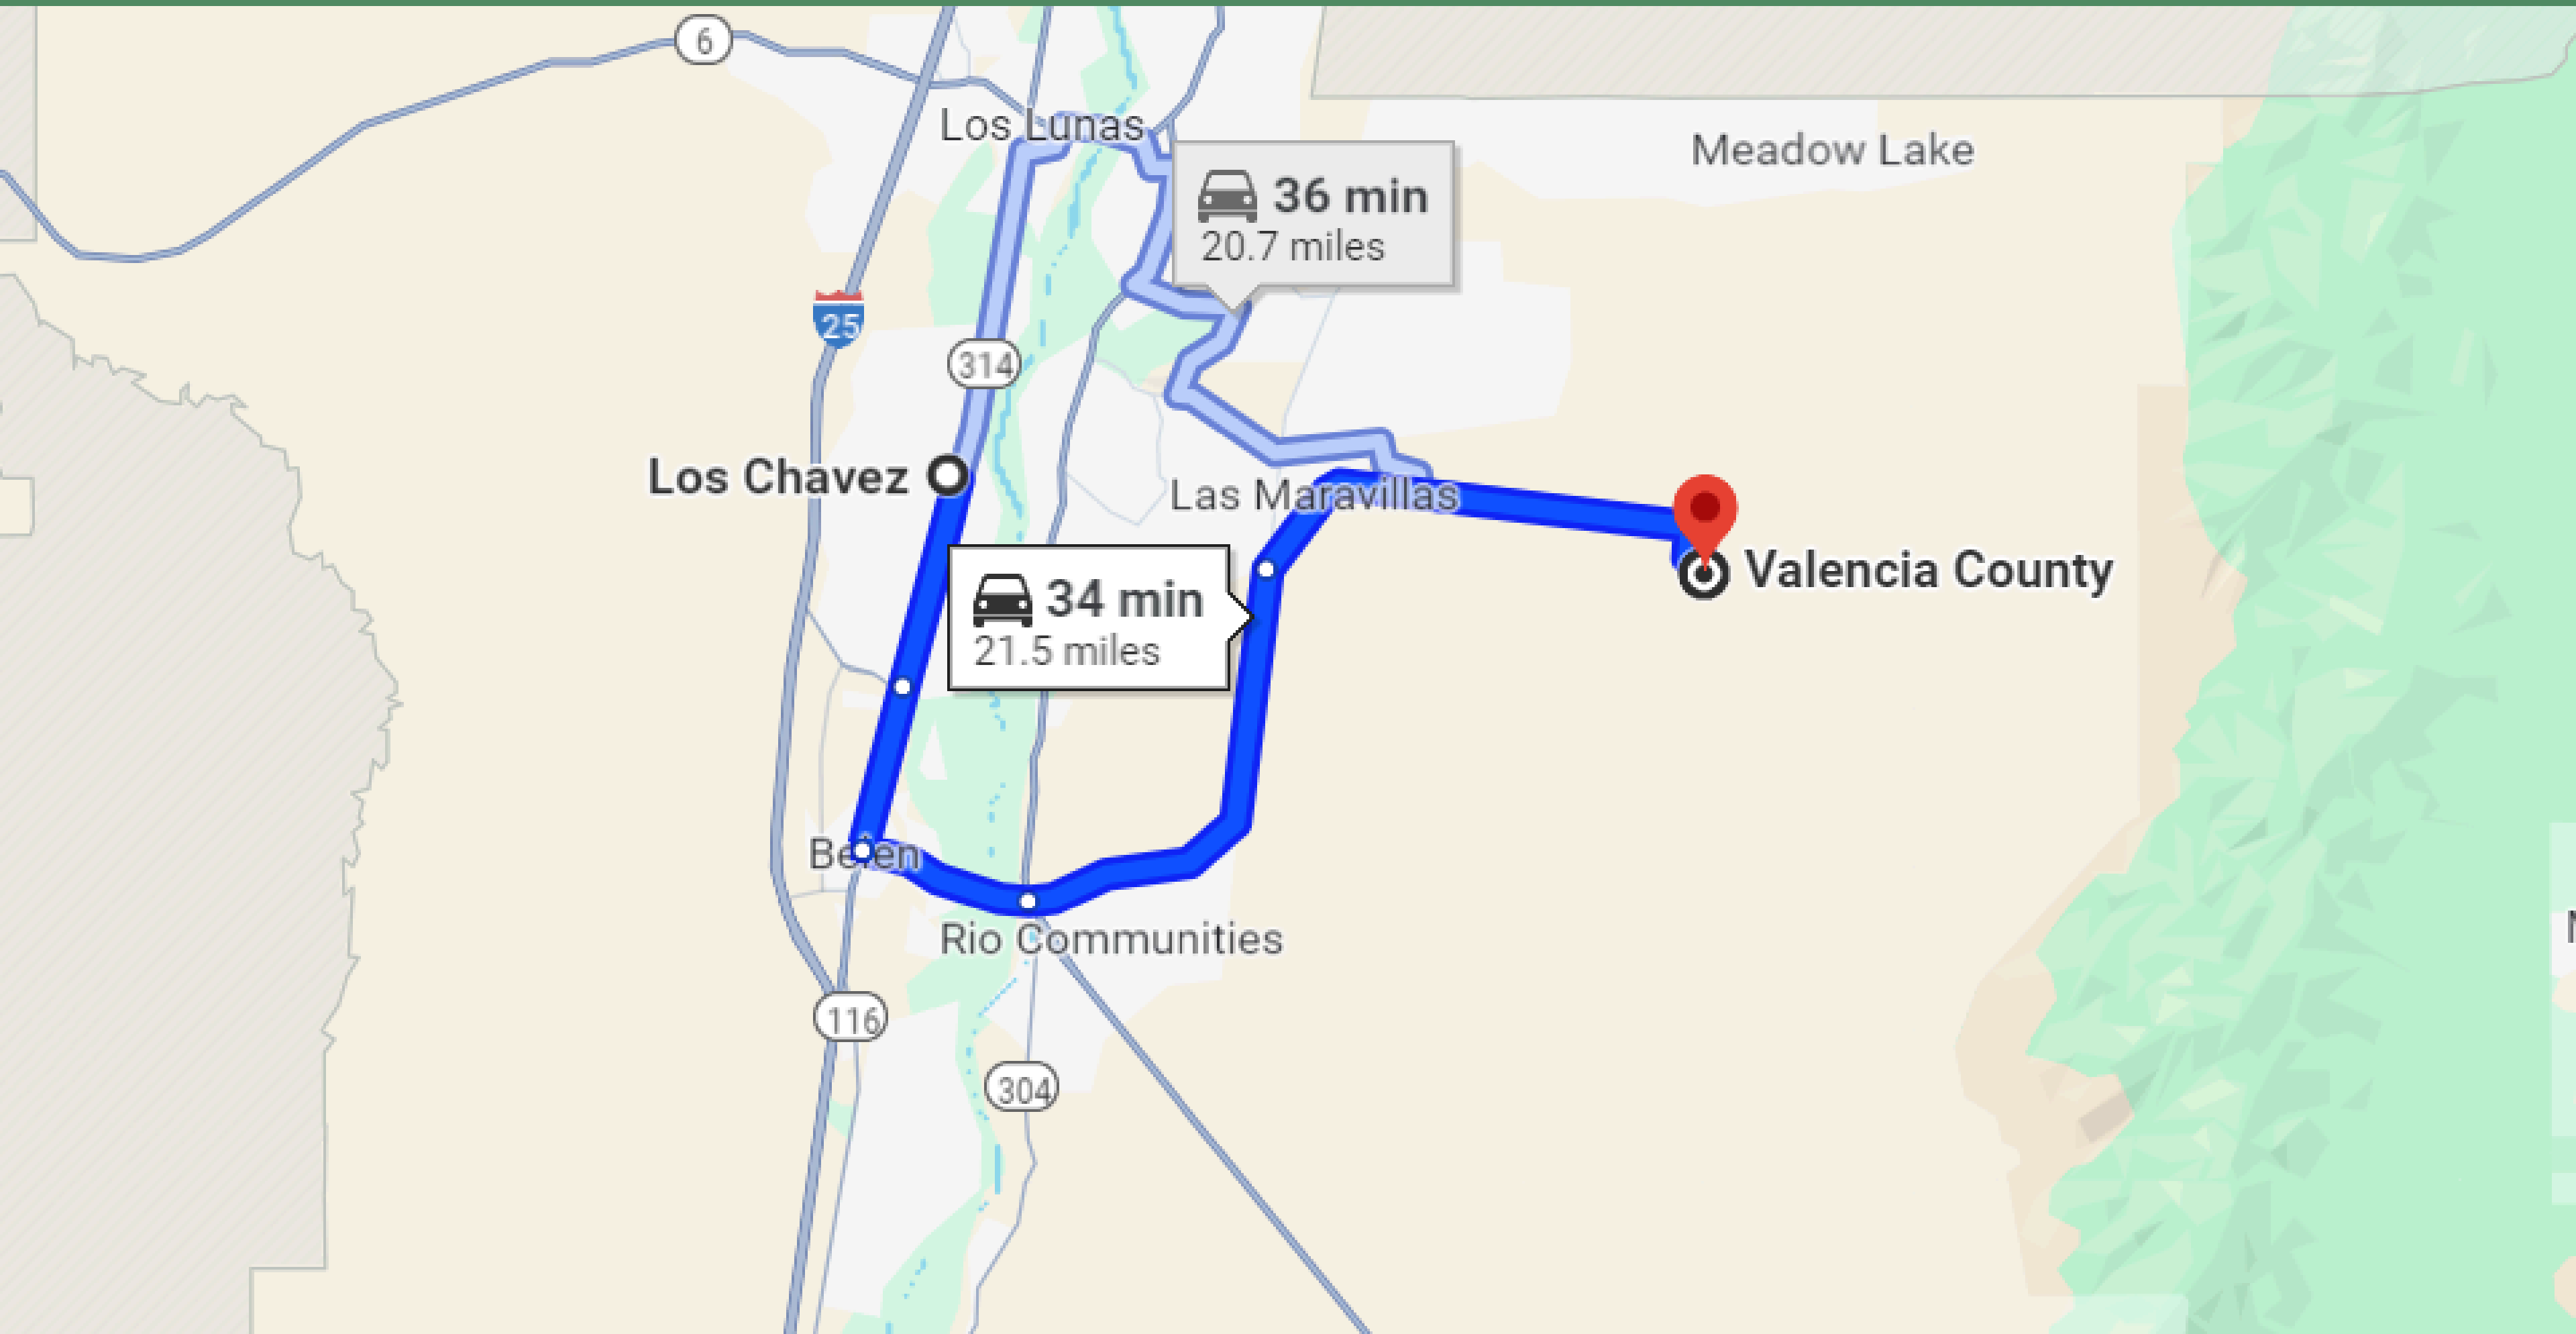 6
Los Lunas
Meadow Lake
36 min
20.7 miles
25
314
Los Chavez
Las Maravillas
Valencia County
34 min
21.5 miles
Belen
Rio Communities
116
304